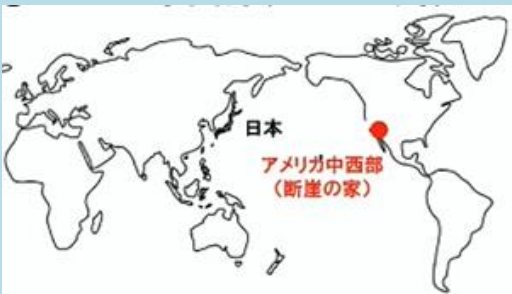 日本
アメリカ中西部
（断崖の家）